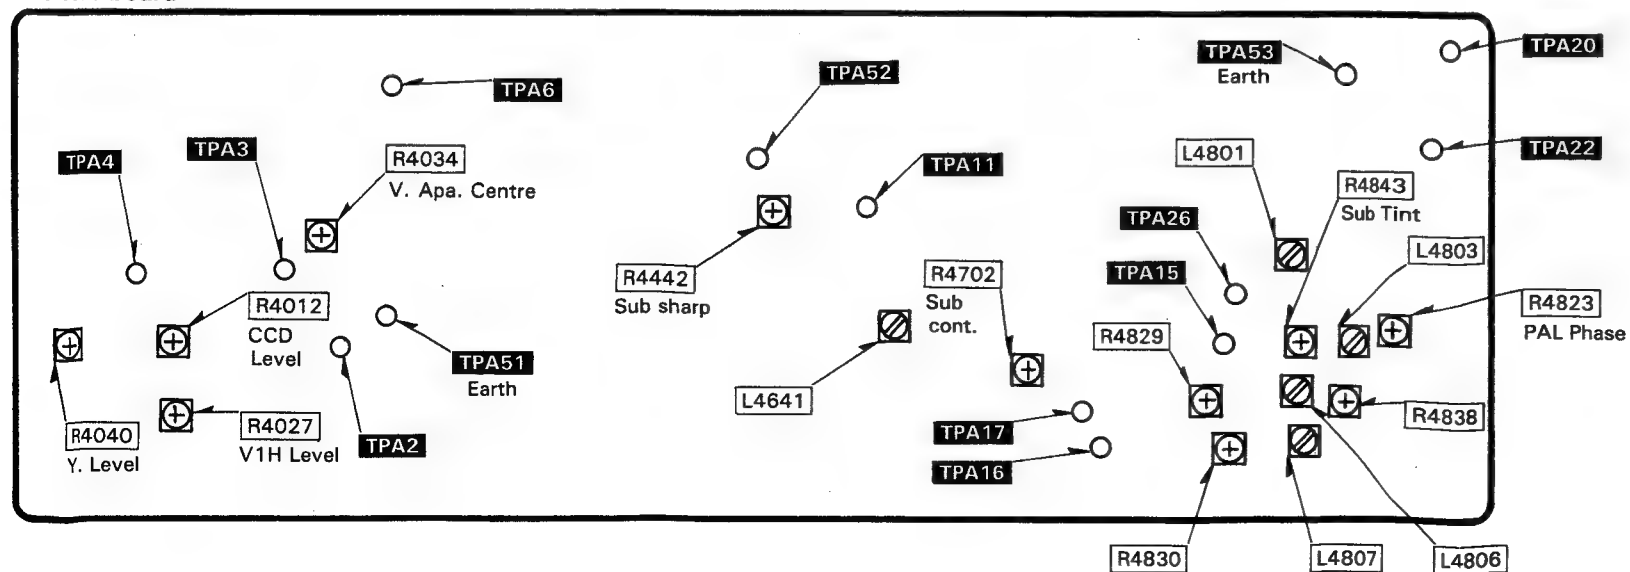 TPA53
Earth
TPA20
TPA6
TPA52
TPA4
TPA3
R4034
V. Apa. Centre
TPA11
L4801
TPA22
R4843
Sub Tint
TPA26
L4803
R4442
Sub sharp
R4702
Sub
cont.
TPA15
R4012
CCD
Level
R4823
PAL Phase
R4829
TPA51
Earth
L4641
R4040
Y. Level
R4027
V1H Level
TPA2
TPA17
TPA16
R4838
R4830
L4807
L4806